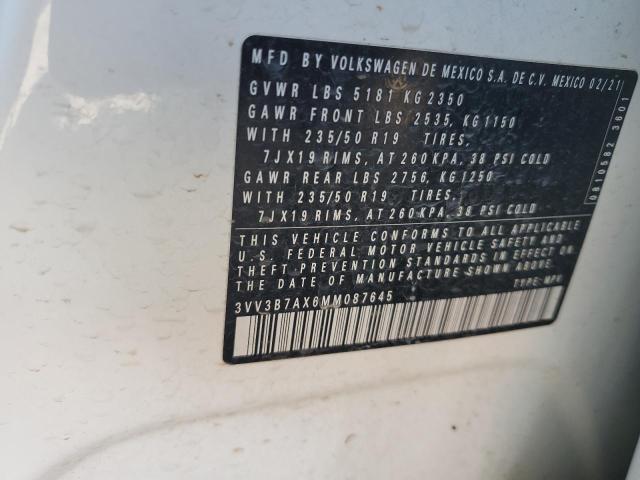 MFD BY VOLKSWAGEN DE MEXICO S.A. DE C.V. MEXICO 02/21
GVWR LBS 5181 KG 2350
GAWR FRONT LBS 2535, KG 1150
WITH 235/50 R19 TIRES,
7JX19 RIMS, AT 260 KPA, 38 PSI COLD
GAWR REAR LBS 2756, KG 1250
WITH 235/50 R19 TIRES,
7JX19 RIMS, AT 260 KPA, 38 PSI COLD
THIS VEHICLE CONFORMS TO ALL APPLICABLE
U.S. FEDERAL MOTOR VEHICLE SAFETY AND
THEFT PREVENTION STANDARDS IN EFFECT ON
THE DATE OF MANUFACTURE SHOWN ABOVE.
3VV3B7AX6MM087645 TYPE: MPV
0810582 3601